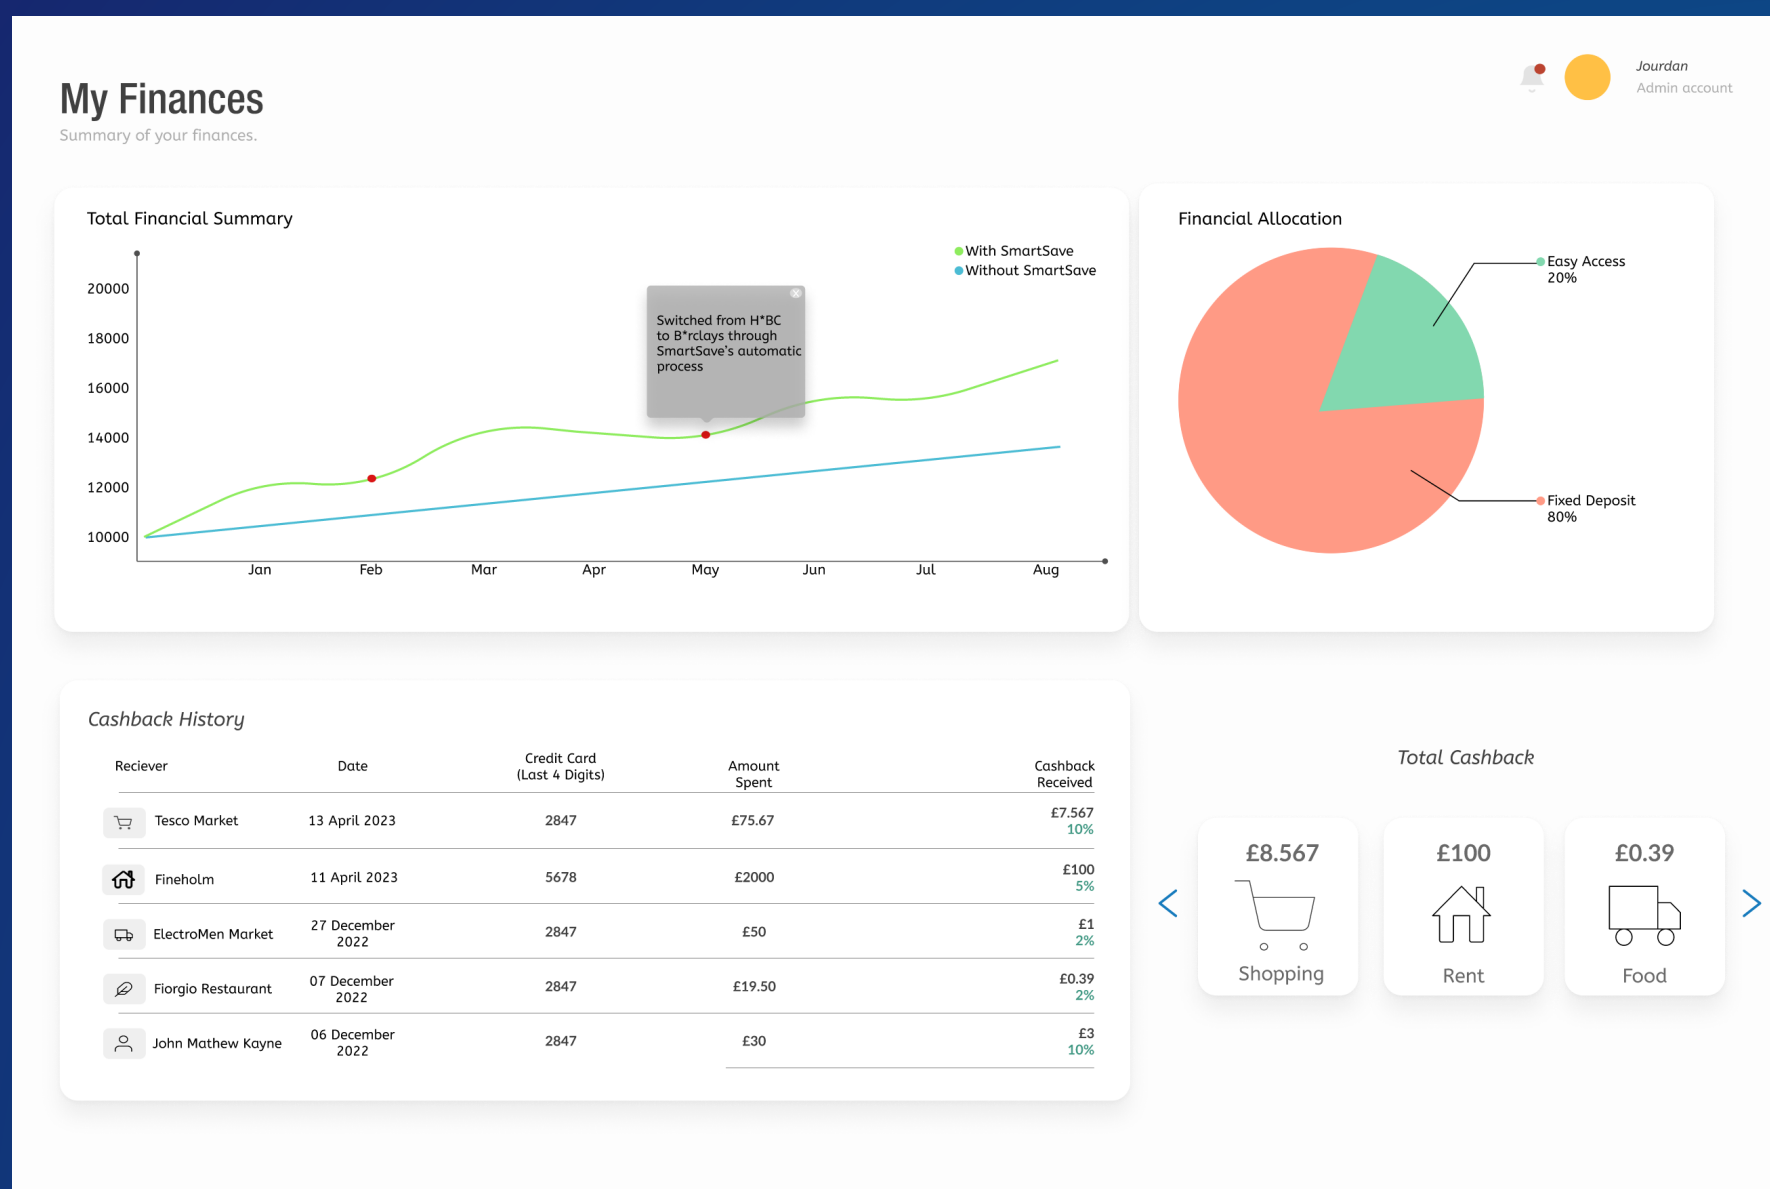 My Finances
Summary of your finances.
Jourdan
Admin account
Total Financial Summary
With SmartSave
Without SmartSave
20000
18000
16000
14000
12000
10000
Switched from H*BC
to B*rclays through
SmartSave's automatic
process
Jan Feb Mar Apr May Jun Jul Aug
Financial Allocation
Easy Access
20%
Fixed Deposit
80%
Cashback History
Reciever
Date
Credit Card
(Last 4 Digits)
Amount
Spent
Cashback
Received
Tesco Market
13 April 2023
2847
£75.67
£7.567
10%
Fineholm
11 April 2023
5678
£2000
£100
5%
ElectroMen Market
27 December
2022
2847
£50
£1
2%
Fiorgio Restaurant
07 December
2022
2847
£19.50
£0.39
2%
John Mathew Kayne
06 December
2022
2847
£30
£3
10%
Total Cashback
£8.567
Shopping
£100
Rent
£0.39
Food